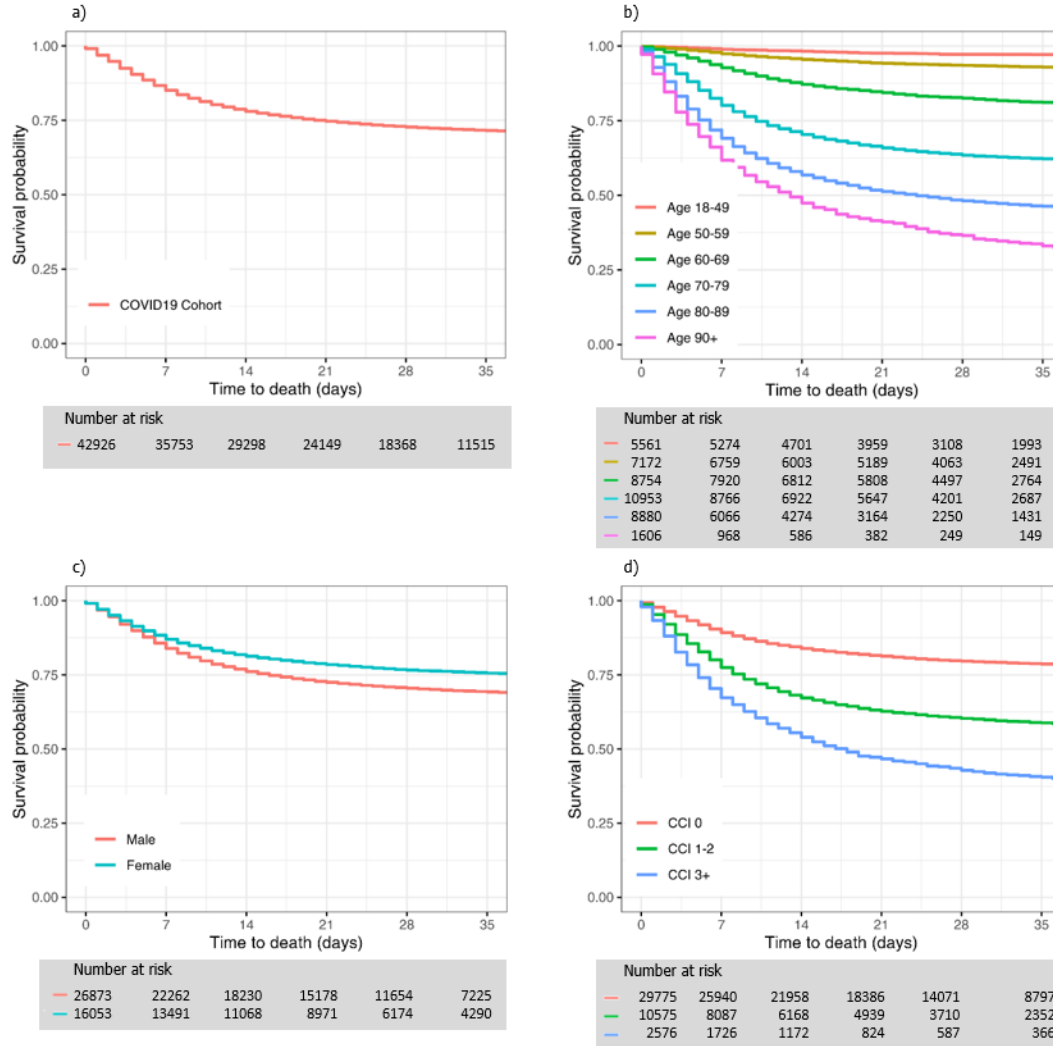 a)
Survival probability
1.00
0.75
0.50
0.25
0.00
COVID19 Cohort
0 7 14 21 28 35
Time to death (days)
Number at risk
42926 35753 29298 24149 18368 11515
b)
Survival probability
1.00
0.75
0.50
0.25
0.00
Age 18-49
Age 50-59
Age 60-69
Age 70-79
Age 80-89
Age 90+
0 7 14 21 28 35
Time to death (days)
Number at risk
5561 5274 4701 3959 3108 1993
7172 6759 6003 5189 4063 2491
8754 7920 6812 5808 4497 2764
10953 8766 6922 5647 4201 2687
8880 6066 4274 3164 2250 1431
1606 968 586 382 249 149
c)
Survival probability
1.00
0.75
0.50
0.25
0.00
Male
Female
0 7 14 21 28 35
Time to death (days)
Number at risk
26873 22262 18230 15178 11654 7225
16053 13491 11068 8971 6174 4290
d)
Survival probability
1.00
0.75
0.50
0.25
0.00
CCI 0
CCI 1-2
CCI 3+
0 7 14 21 28 35
Time to death (days)
Number at risk
29775 25940 21958 18386 14071 8797
10575 8087 6168 4939 3710 2352
2576 1726 1172 824 587 366